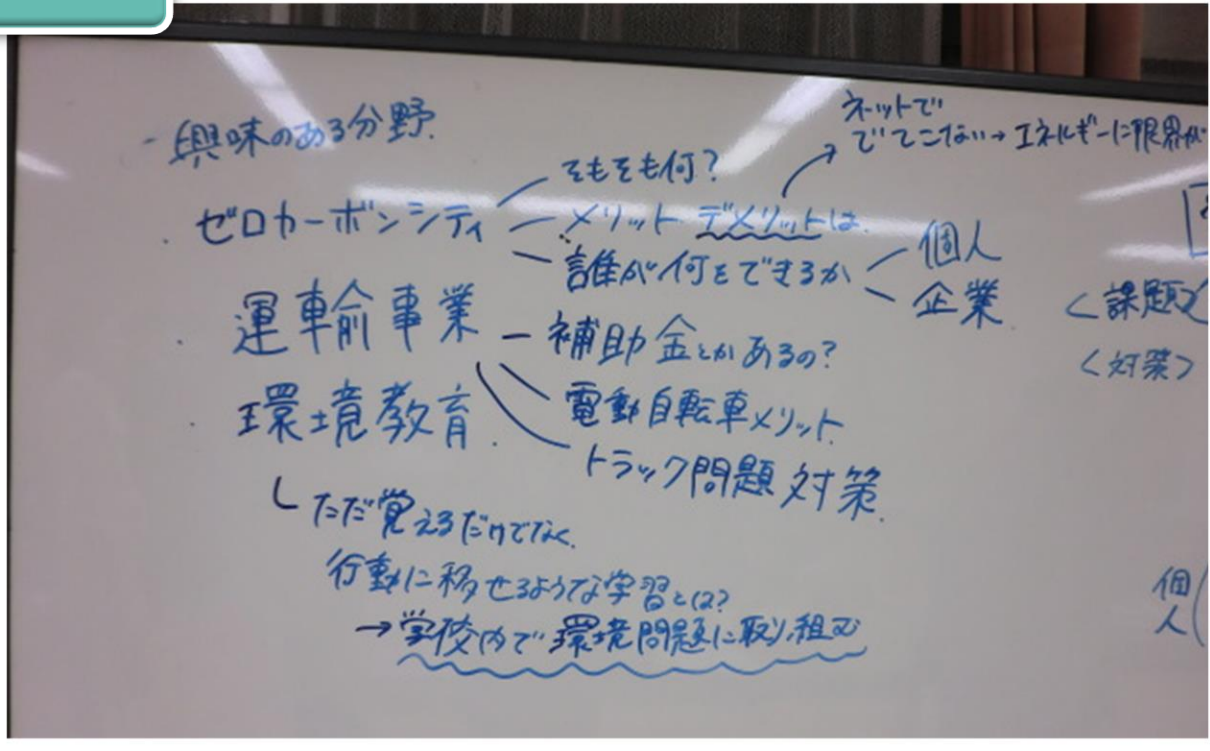 ・興味のある分野.
ネットで
でてこない→エネルギーに限界が
・ゼロカーボンシティ
そもそも何?
メリット デメリットは.
誰が何をできるか
個人
企業
・運輸事業
補助金とかあるの?
電動自転車メリット
トラック問題 対策.
・環境教育.
ただ覚えるだけでなく.
行動に移せるような学習とは?
→学校内で環境問題に取り組む
<課題>
<対策>
個
人